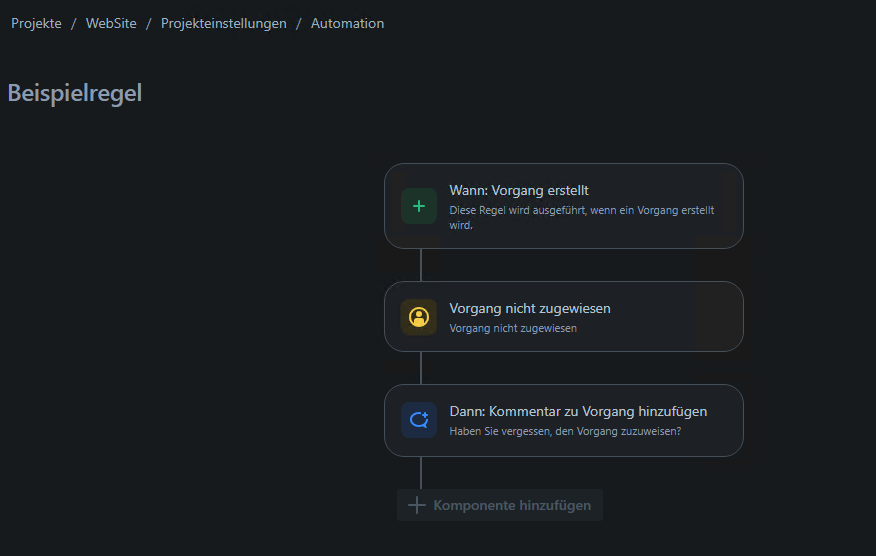 Projekte / WebSite / Projekteinstellungen / Automation
Beispielregel
Wann: Vorgang erstellt
Diese Regel wird ausgeführt, wenn ein Vorgang erstellt
wird.
Vorgang nicht zugewiesen
Vorgang nicht zugewiesen
Dann: Kommentar zu Vorgang hinzufügen
Haben Sie vergessen, den Vorgang zuzuweisen?
Komponente hinzufügen